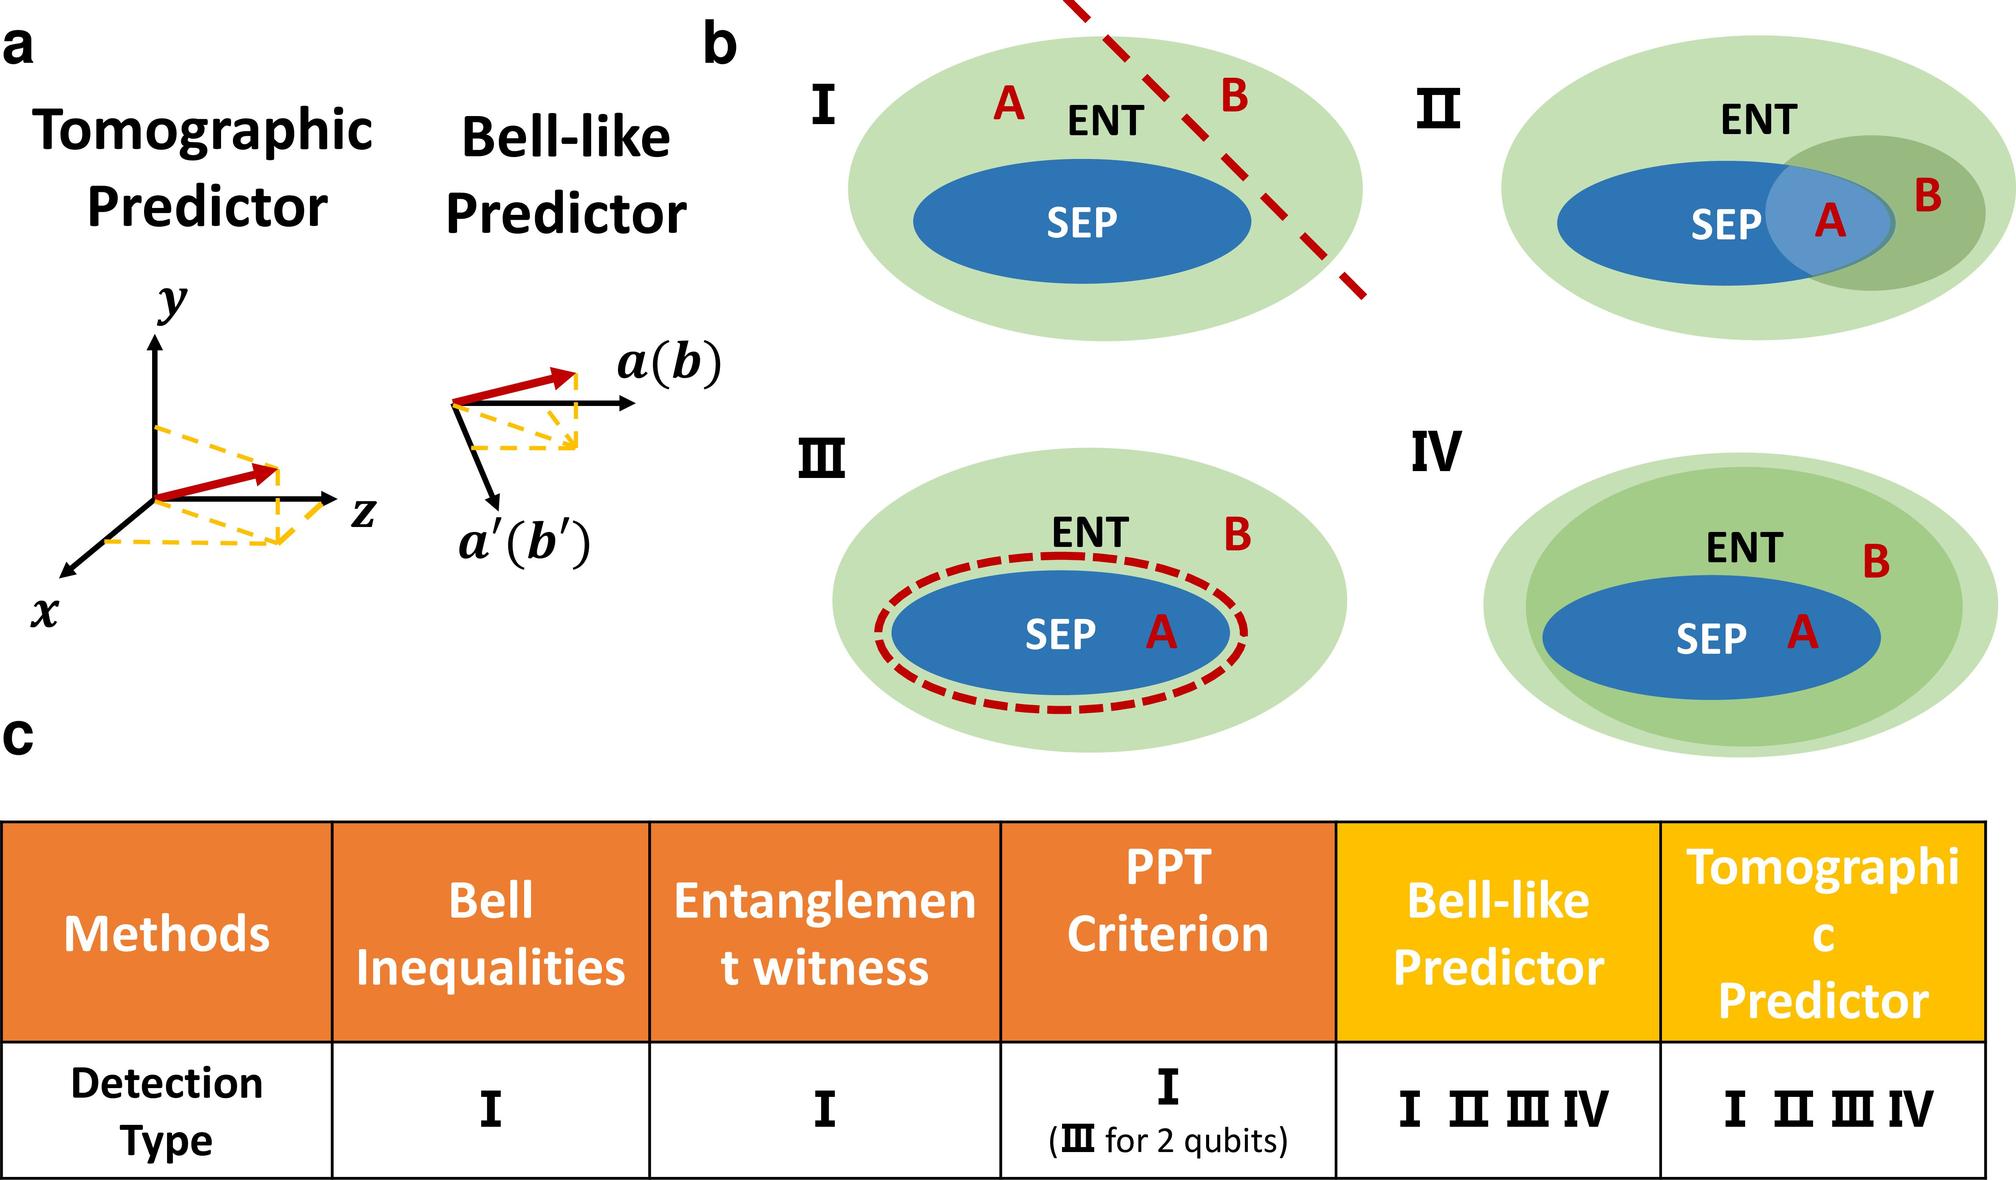 a
Tomographic
Predictor
Bell-like
Predictor
y
z
x
a(b)
a′(b′)
b
I
A
ENT
B
SEP
II
ENT
SEP
A
B
III
ENT
B
SEP
A
IV
ENT
B
SEP
A
c
Methods
Bell
Inequalities
Entanglemen
t witness
PPT
Criterion
Bell-like
Predictor
Tomographi
c
Predictor
Detection
Type
I
I
I
(III for 2 qubits)
I II III IV
I II III IV